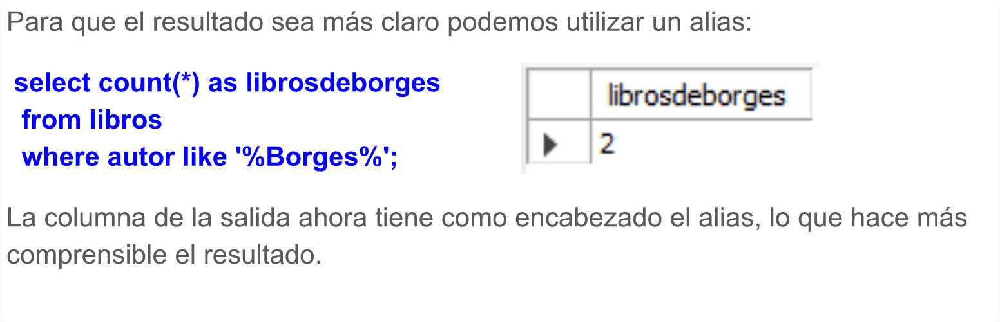 Para que el resultado sea más claro podemos utilizar un alias:
select count(*) as librosdeborges
from libros
where autor like '%Borges%';
librosdeborges
2
La columna de la salida ahora tiene como encabezado el alias, lo que hace más
comprensible el resultado.